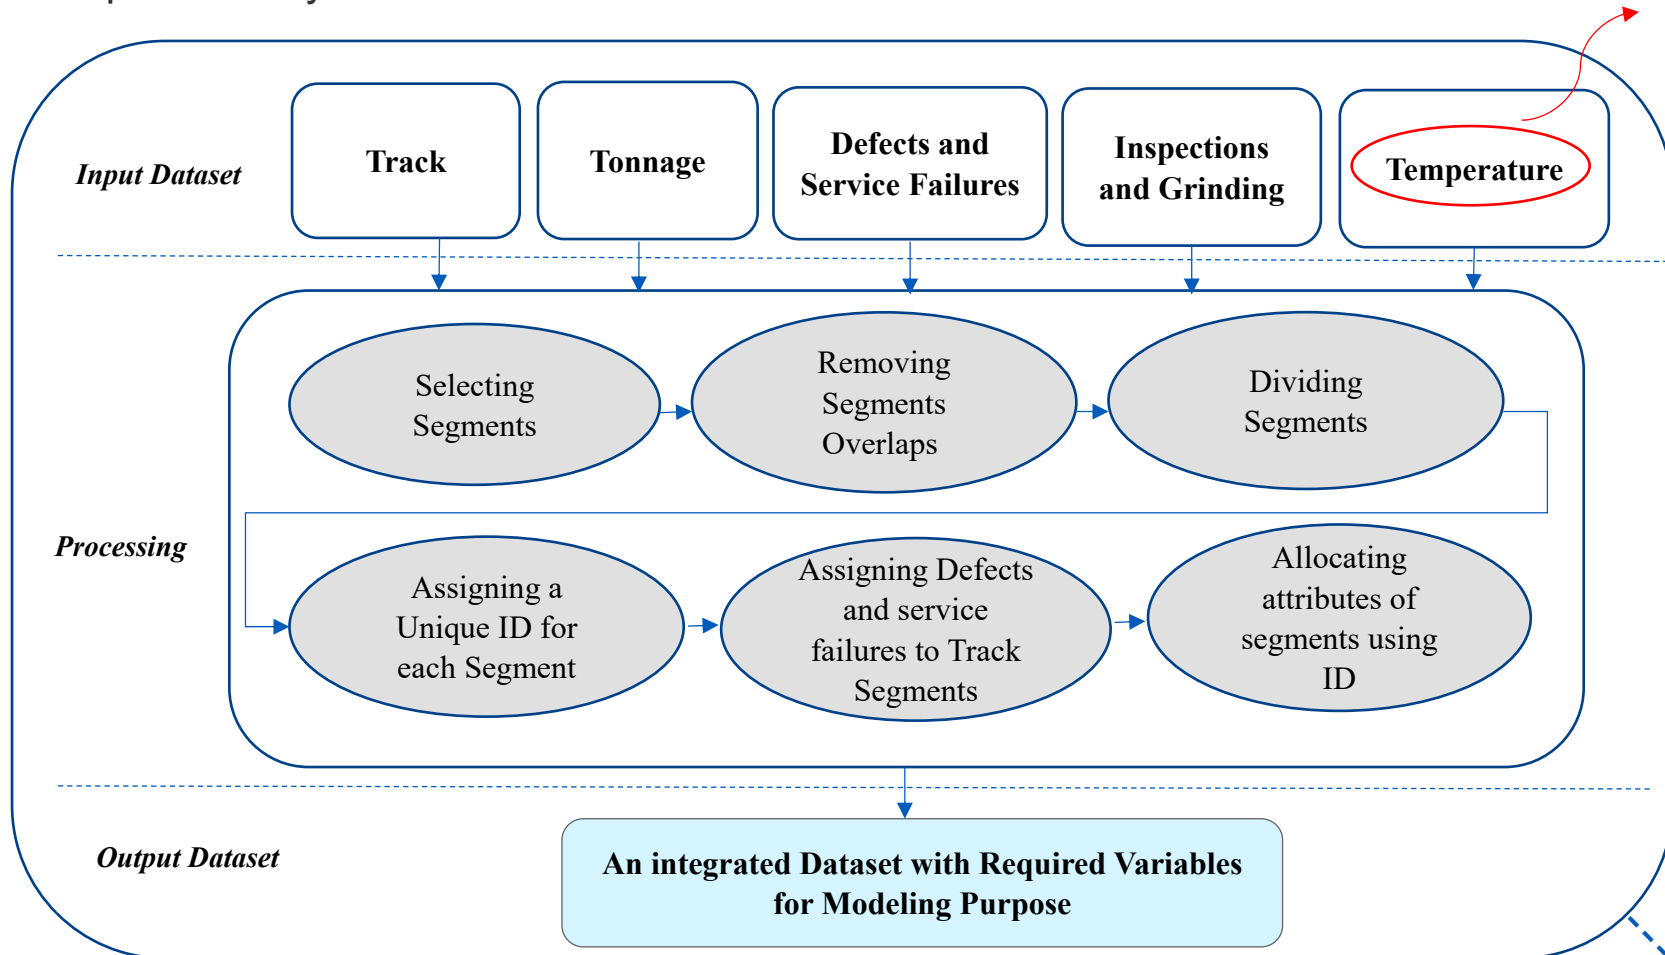 Input Dataset
Track
Tonnage
Defects and
Service Failures
Inspections
and Grinding
Temperature
Processing
Selecting
Segments
Removing
Segments
Overlaps
Dividing
Segments
Assigning a
Unique ID for
each Segment
Assigning Defects
and service
failures to Track
Segments
Allocating
attributes of
segments using
ID
Output Dataset
An integrated Dataset with Required Variables
for Modeling Purpose